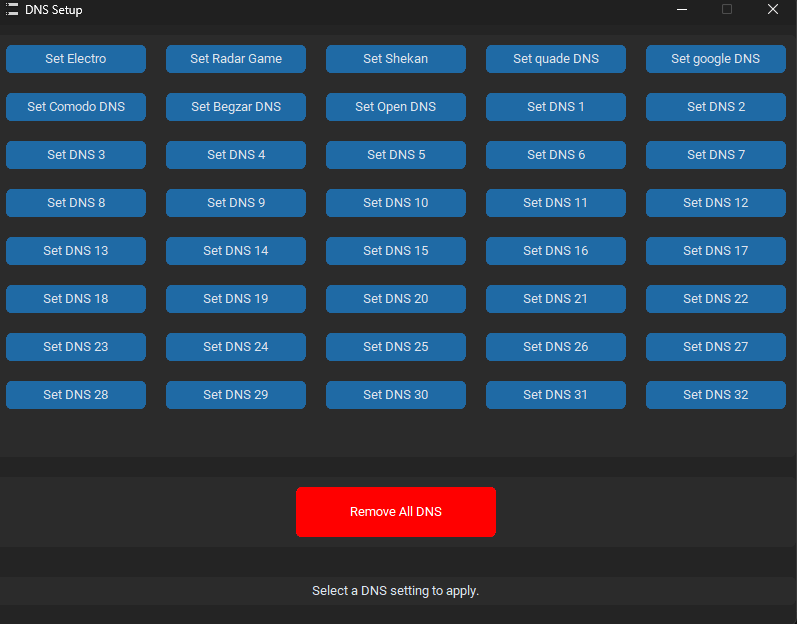 DNS Setup
Set Electro Set Radar Game Set Shekan Set quade DNS Set google DNS
Set Comodo DNS Set Begzar DNS Set Open DNS Set DNS 1 Set DNS 2
Set DNS 3 Set DNS 4 Set DNS 5 Set DNS 6 Set DNS 7
Set DNS 8 Set DNS 9 Set DNS 10 Set DNS 11 Set DNS 12
Set DNS 13 Set DNS 14 Set DNS 15 Set DNS 16 Set DNS 17
Set DNS 18 Set DNS 19 Set DNS 20 Set DNS 21 Set DNS 22
Set DNS 23 Set DNS 24 Set DNS 25 Set DNS 26 Set DNS 27
Set DNS 28 Set DNS 29 Set DNS 30 Set DNS 31 Set DNS 32
Remove All DNS
Select a DNS setting to apply.